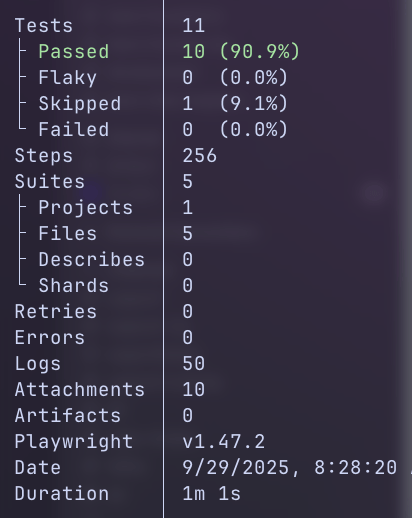 Tests 11
Passed 10 (90.9%)
Flaky 0 (0.0%)
Skipped 1 (9.1%)
Failed 0 (0.0%)
Steps 256
Suites 5
Projects 1
Files 5
Describes 0
Shards 0
Retries 0
Errors 0
Logs 50
Attachments 10
Artifacts 0
Playwright v1.47.2
Date 9/29/2025, 8:28:20
Duration 1m 1s